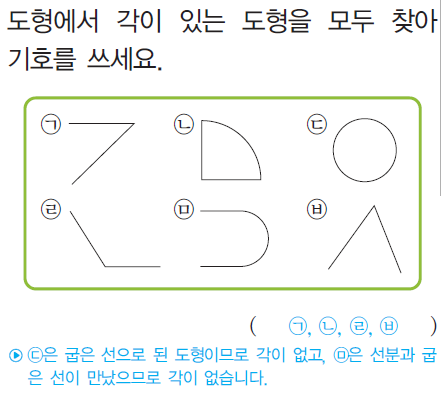 도형에서 각이 있는 도형을 모두 찾아
기호를 쓰세요.
㉠ ㉡ ㉢
㉣ ㉤ ㉥
( ㉠, ㉡, ㉣, ㉥ )
▶ ㉢은 굽은 선으로 된 도형이므로 각이 없고, ㉤은 선분과 굽
은 선이 만났으므로 각이 없습니다.